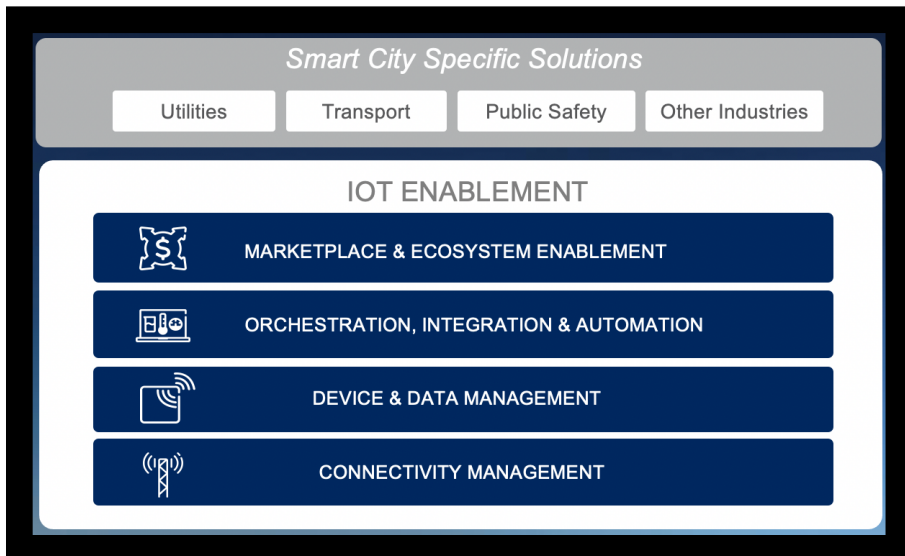 Smart City Specific Solutions
Utilities
Transport
Public Safety
Other Industries
IOT ENABLEMENT
$
MARKETPLACE & ECOSYSTEM ENABLEMENT
ORCHESTRATION, INTEGRATION & AUTOMATION
DEVICE & DATA MANAGEMENT
CONNECTIVITY MANAGEMENT